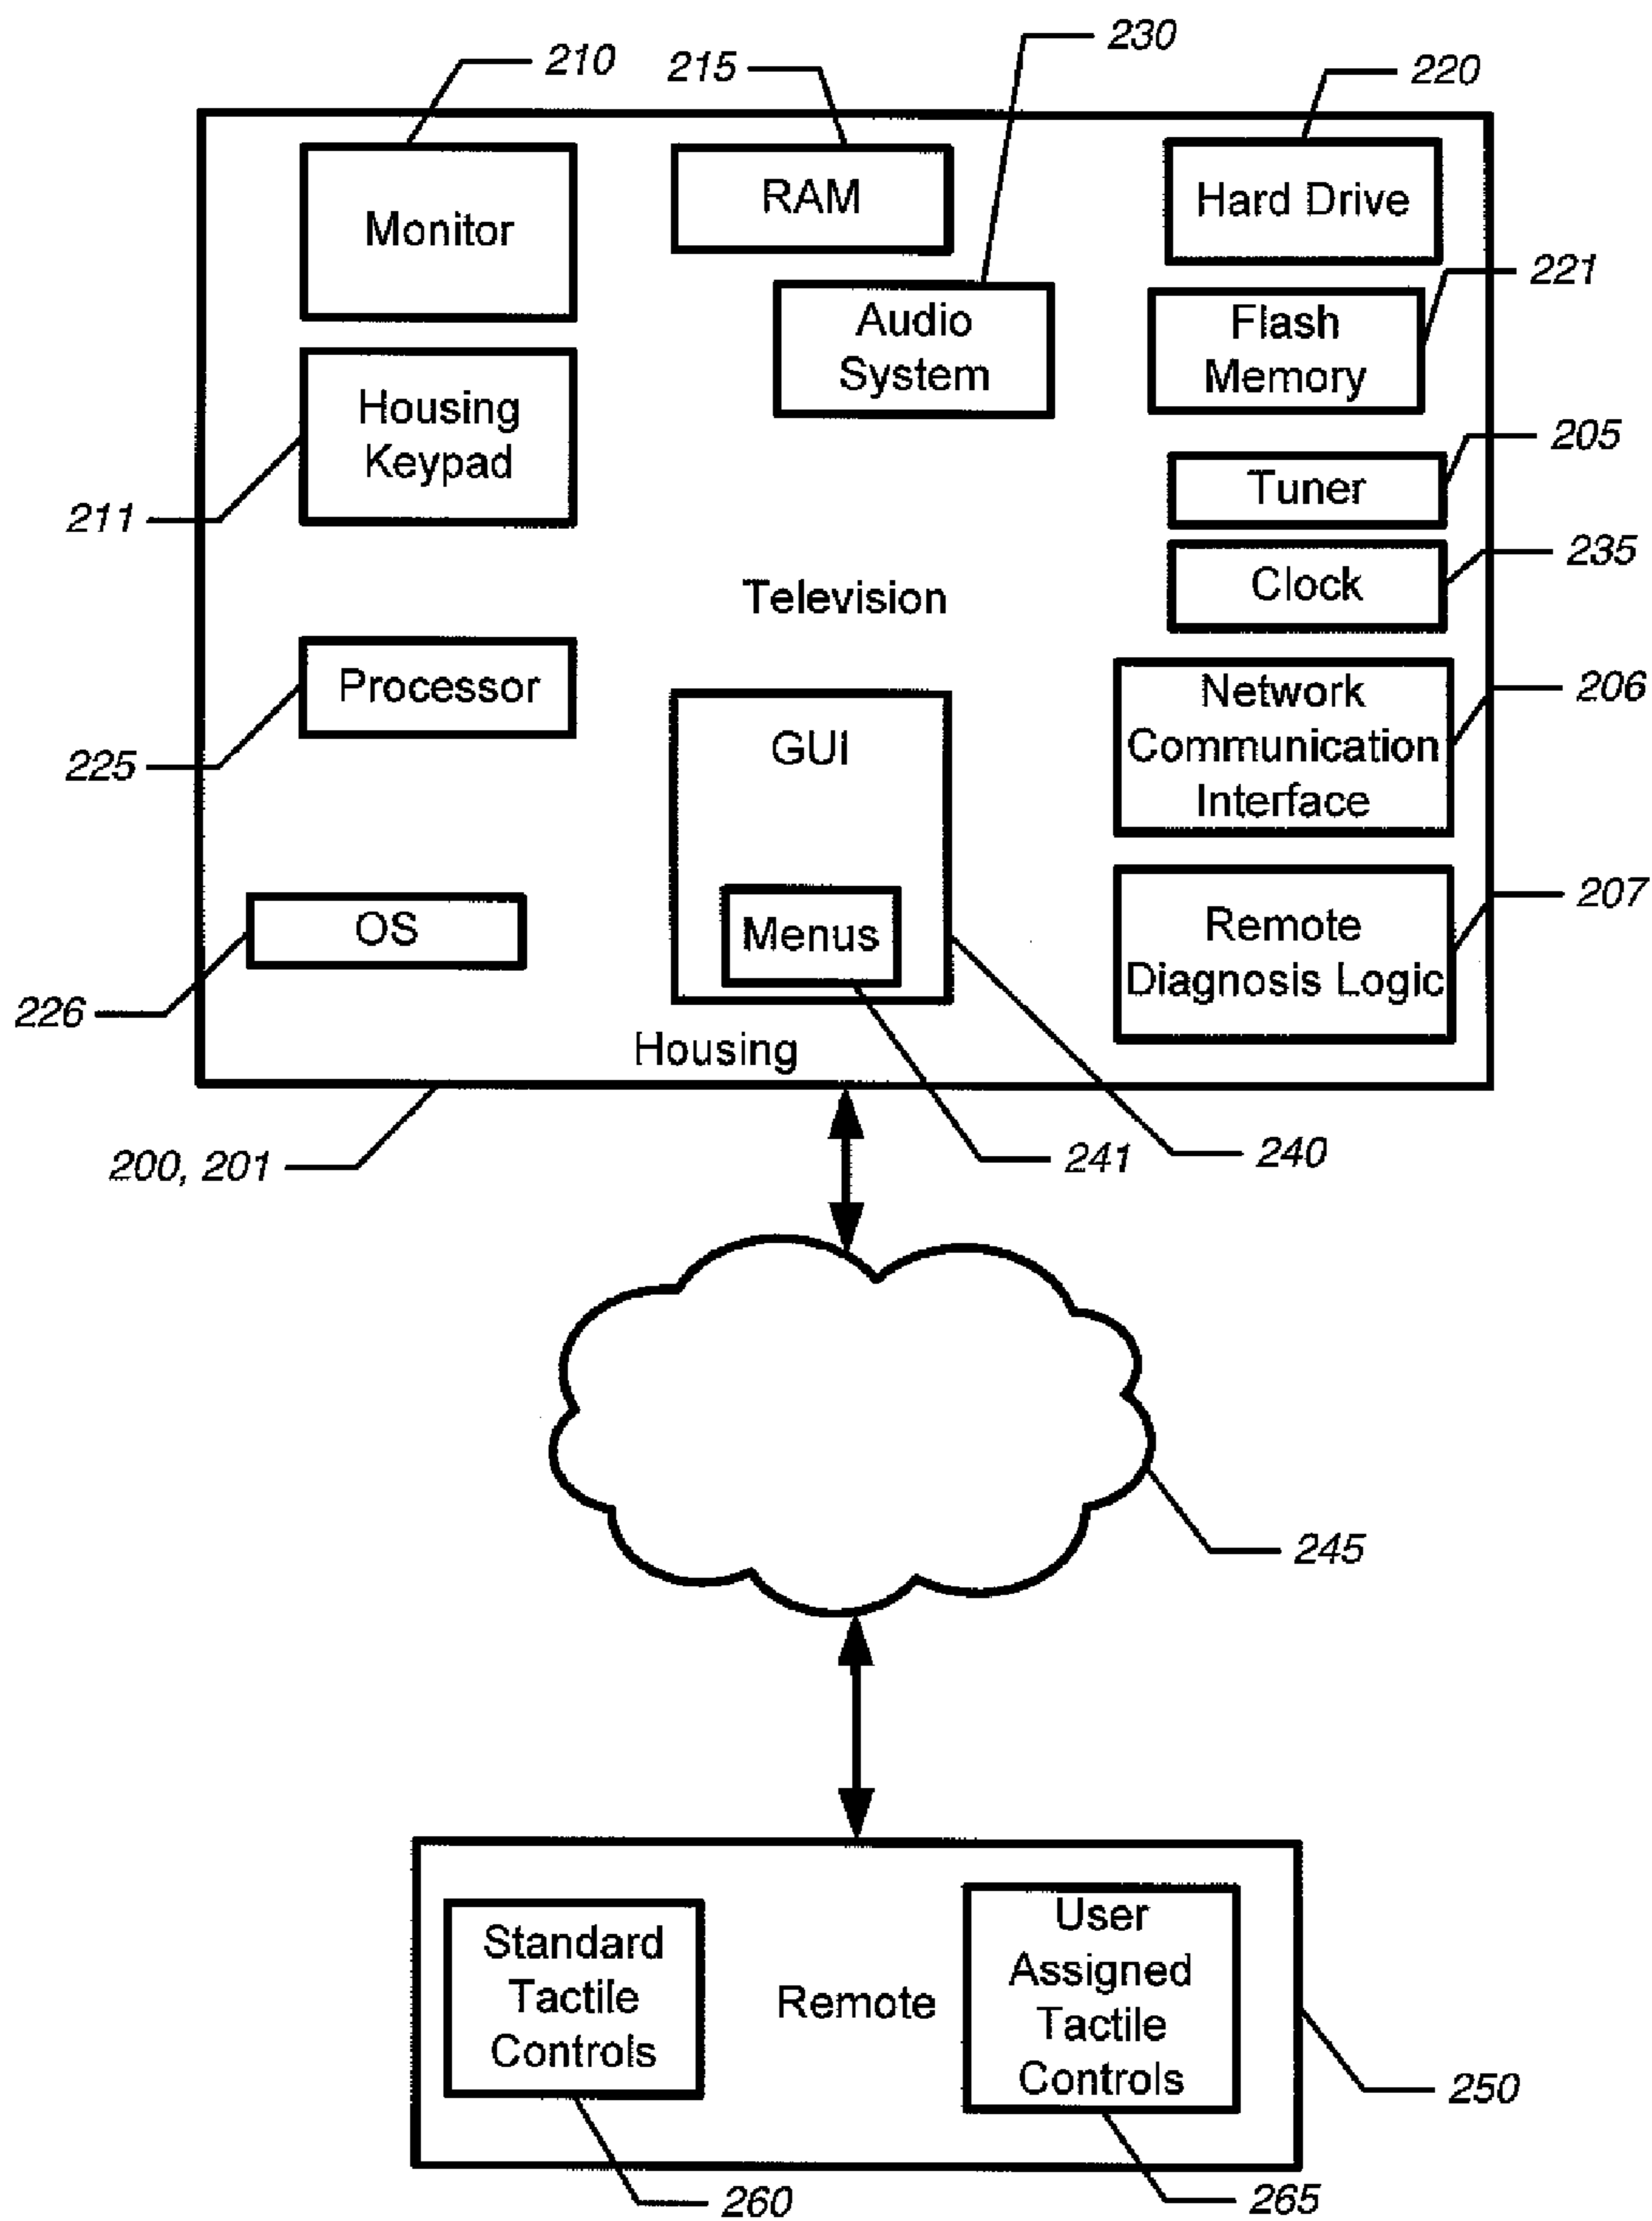 230
210
215
220
Monitor
RAM
Hard Drive
221
Audio
System
Flash
Memory
Housing
Keypad
205
Tuner
211
235
Clock
Television
Processor
Network
Communication
Interface
206
225
GUI
207
OS
Menus
Remote
Diagnosis Logic
226
Housing
200, 201
241
240
245
Standard
Tactile
Controls
Remote
User
Assigned
Tactile
Controls
250
260
265